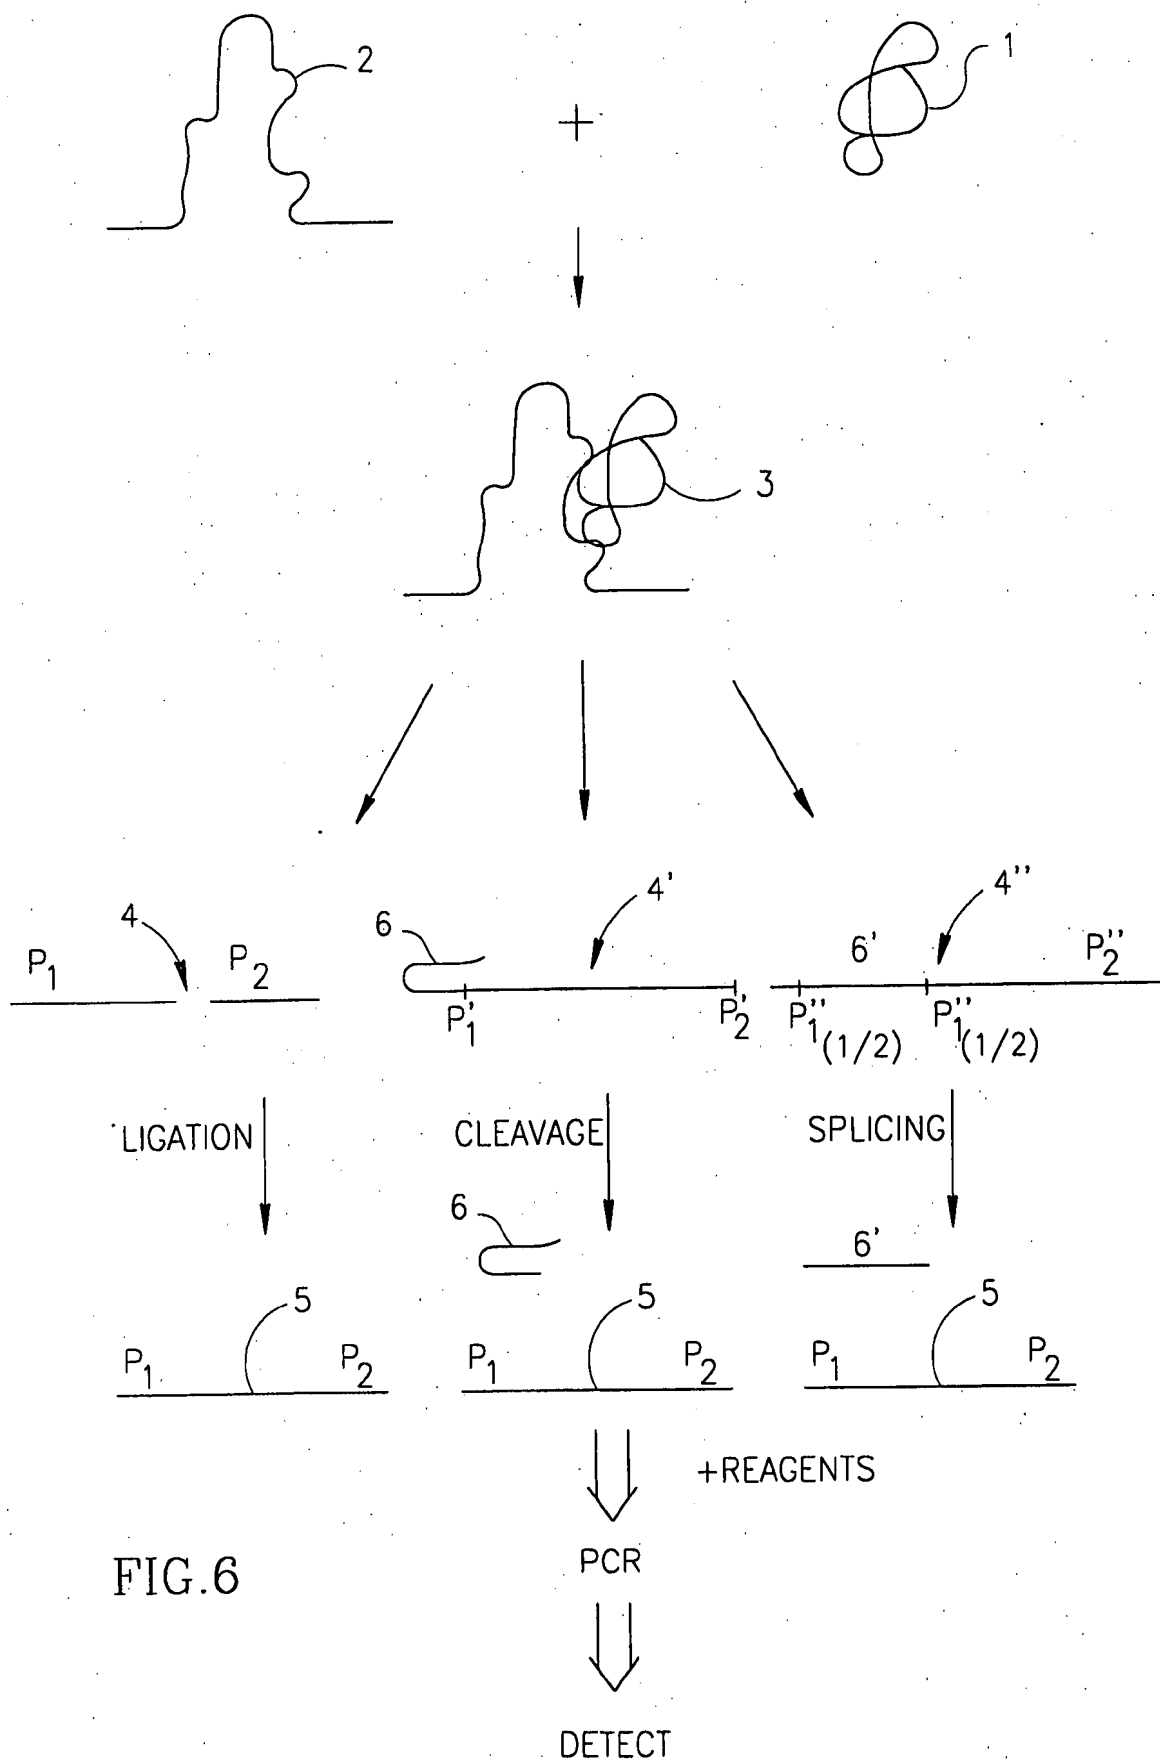 2
+
1
3
4
P1
P2
6
4'
P1'
P2'
4''
6'
P2''
P1''(1/2)
P1''(1/2)
LIGATION
CLEAVAGE
SPLICING
6
6'
5
P1
P2
5
P1
P2
5
P1
P2
+REAGENTS
PCR
DETECT
FIG.6